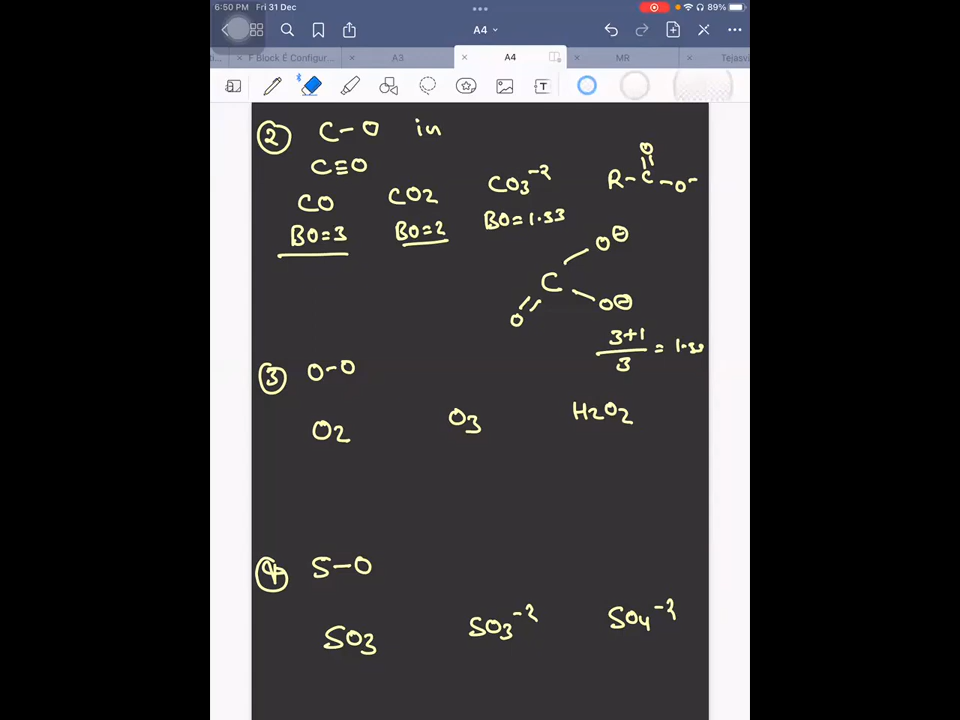 6:50 PM Fri 31 Dec
89%
A4
F Block É Configur...
A3
A4
MR
Tejasvi
T
② C-O in
C≡O
CO CO2 CO3⁻² R-C-O⁻
O
BO=3 BO=2 BO=1.33
O⊖
C
O⊖
O
3+1
3 = 1.33
③ O-O
O2 O3 H2O2
④ S-O
SO3 SO3⁻² SO4⁻²